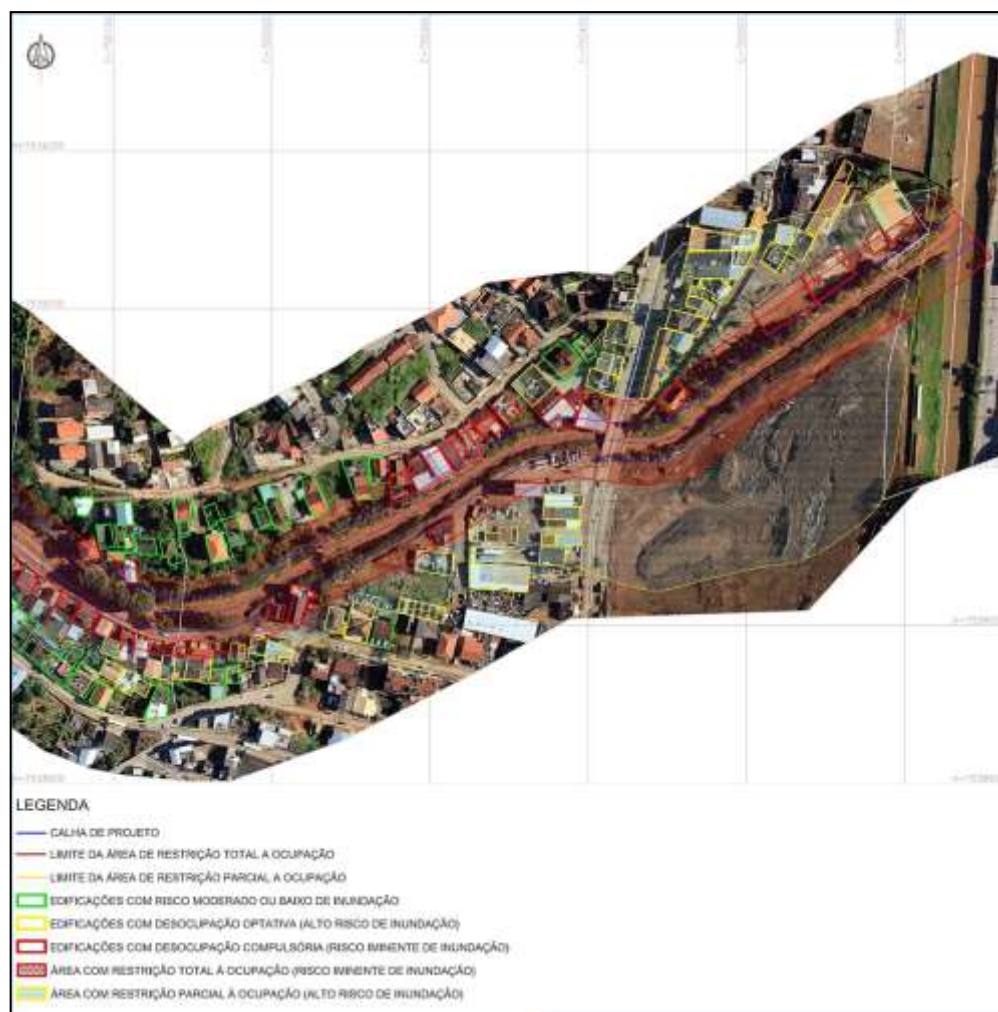 LEGENDA
CALHA DE PROJETO
LIMITE DA ÁREA DE RESTRIÇÃO TOTAL A OCUPAÇÃO
LIMITE DA ÁREA DE RESTRIÇÃO PARCIAL A OCUPAÇÃO
EDIFICAÇÕES COM RISCO MODERADO OU BAIXO DE INUNDAÇÃO
EDIFICAÇÕES COM DESOCUPAÇÃO OPTATIVA (ALTO RISCO DE INUNDAÇÃO)
EDIFICAÇÕES COM DESOCUPAÇÃO COMPULSÓRIA (RISCO IMINENTE DE INUNDAÇÃO)
ÁREA COM RESTRIÇÃO TOTAL À OCUPAÇÃO (RISCO IMINENTE DE INUNDAÇÃO)
ÁREA COM RESTRIÇÃO PARCIAL À OCUPAÇÃO (ALTO RISCO DE INUNDAÇÃO)